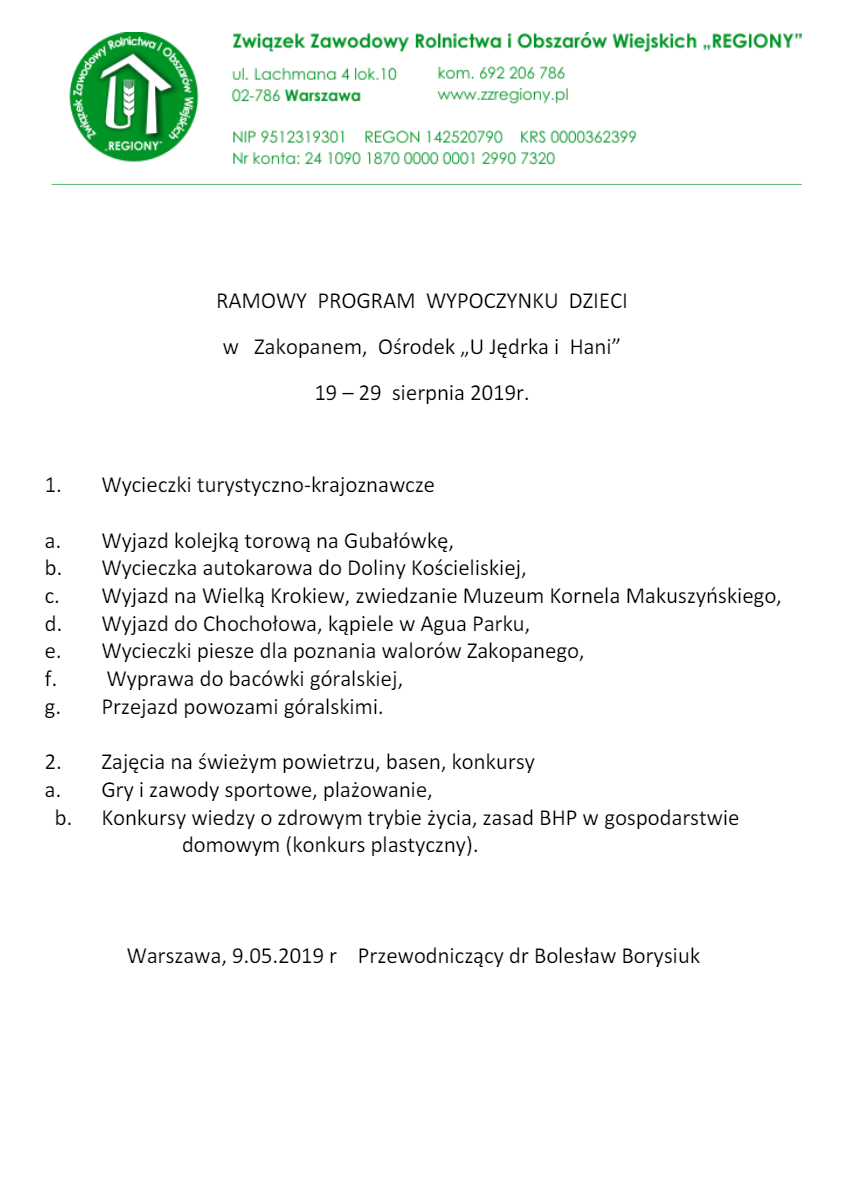 Związek Zawodowy Rolnictwa i Obszarów Wiejskich
„REGIONY”
Związek Zawodowy Rolnictwa i Obszarów Wiejskich „REGIONY”
ul. Lachmana 4 lok.10 kom. 692 206 786
02-786 Warszawa www.zzregiony.pl
NIP 9512319301 REGON 142520790 KRS 0000362399
Nr konta: 24 1090 1870 0000 0001 2990 7320
RAMOWY PROGRAM WYPOCZYNKU DZIECI
w Zakopanem, Ośrodek „U Jędrka i Hani”
19 – 29 sierpnia 2019r.
1. Wycieczki turystyczno-krajoznawcze
a. Wyjazd kolejką torową na Gubałówkę,
b. Wycieczka autokarowa do Doliny Kościeliskiej,
c. Wyjazd na Wielką Krokiew, zwiedzanie Muzeum Kornela Makuszyńskiego,
d. Wyjazd do Chochołowa, kąpiele w Agua Parku,
e. Wycieczki piesze dla poznania walorów Zakopanego,
f. Wyprawa do bacówki góralskiej,
g. Przejazd powozami góralskimi.
2. Zajęcia na świeżym powietrzu, basen, konkursy
a. Gry i zawody sportowe, plażowanie,
b. Konkursy wiedzy o zdrowym trybie życia, zasad BHP w gospodarstwie
domowym (konkurs plastyczny).
Warszawa, 9.05.2019 r Przewodniczący dr Bolesław Borysiuk